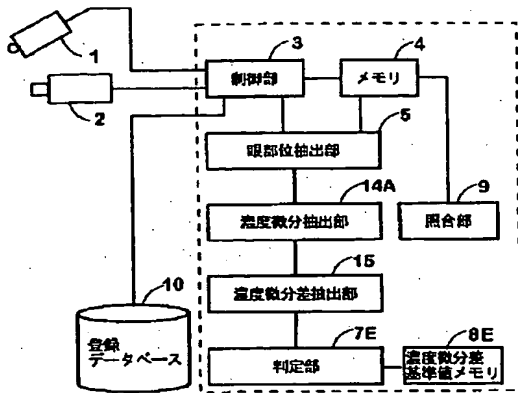 1
2
3
制御部
4
メモリ
5
眼部位抽出部
14A
濃度微分抽出部
9
照合部
15
濃度微分差抽出部
10
登録
データベース
7E
判定部
8E
濃度微分差
基準値メモリ